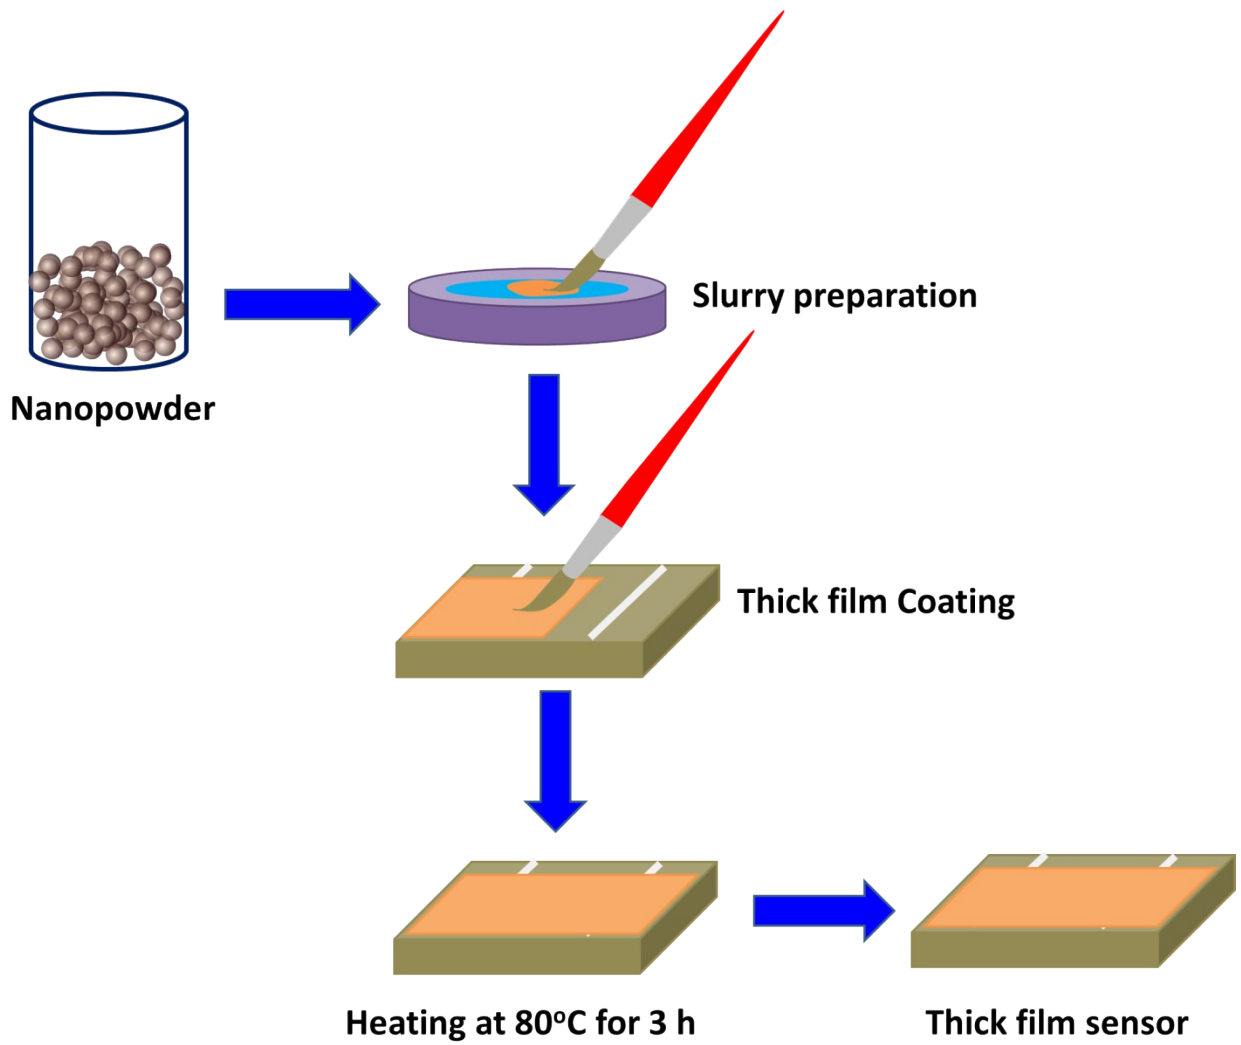 Nanopowder
Slurry preparation
Thick film Coating
Heating at 80°C for 3 h
Thick film sensor